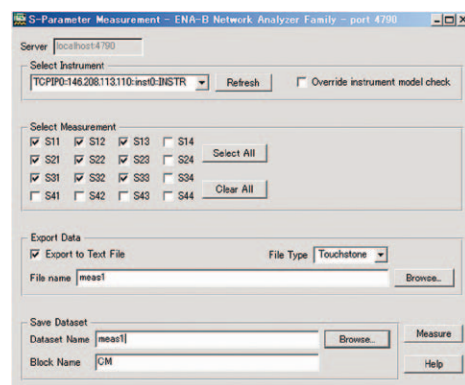 S-Parameter Measurement - ENA-B Network Analyzer Family - port 4790
Server localhost:4790
Select Instrument
TCPIP0:146.208.113.110:inst0:INSTR Refresh Override instrument model check
Select Measurement
S11 S12 S13 S14
S21 S22 S23 S24 Select All
S31 S32 S33 S34
S41 S42 S43 S44 Clear All
Export Data
Export to Text File File Type Touchstone
File name meas1 Browse..
Save Dataset
Dataset Name meas1 Browse.. Measure
Block Name CM Help